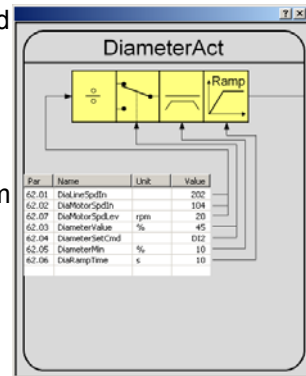 d
? ×
DiameterAct
÷
Ramp
m
Par Name Unit Value
62.01 DiaLineSpdIn 202
62.02 DiaMotorSpdIn 104
62.07 DiaMotorSpdLev rpm 20
62.03 DiameterValue % 45
62.04 DiameterSetCmd DI2
62.05 DiameterMin % 10
62.06 DiaRampTime s 10